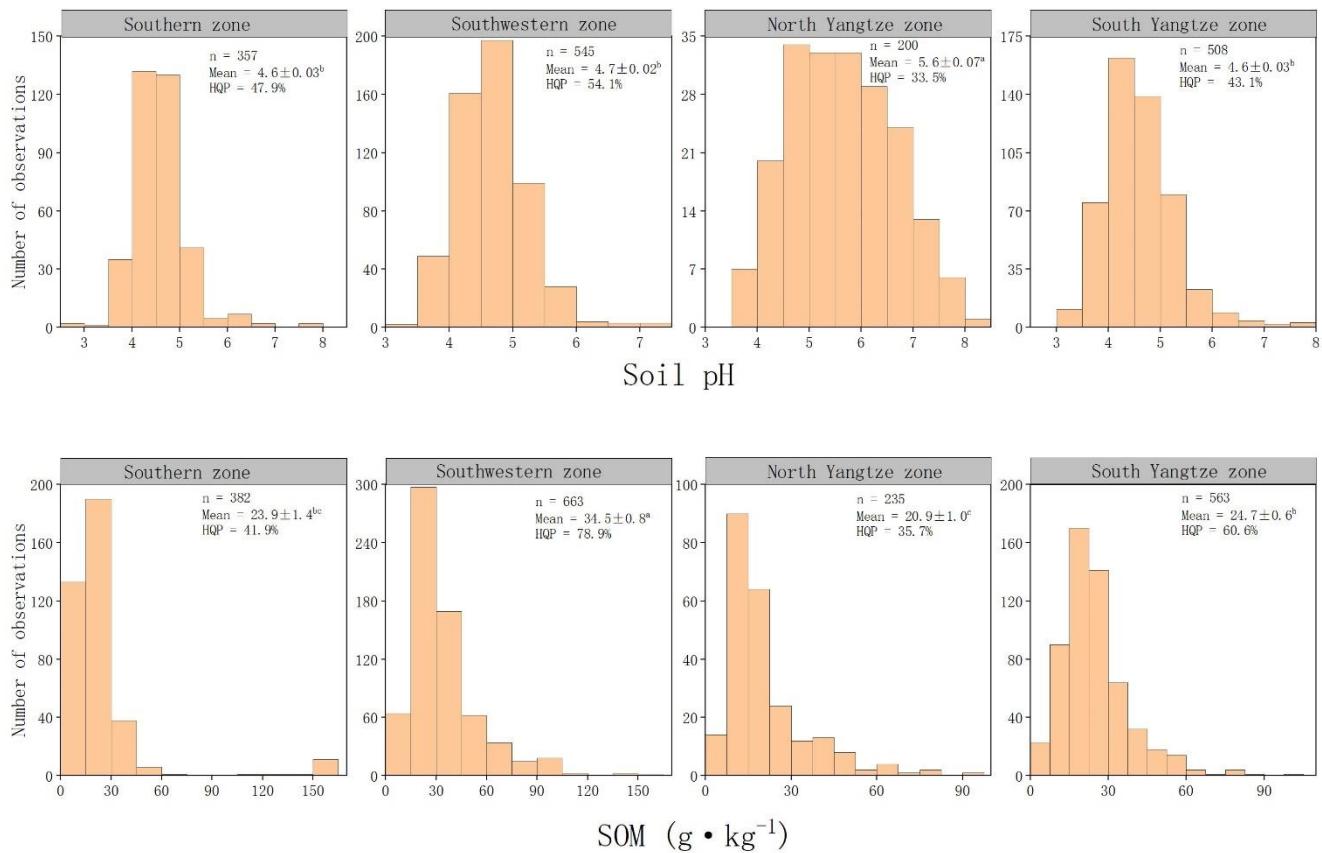 Southern zone
Southwestern zone
North Yangtze zone
South Yangtze zone
Number of observations
150
120
90
60
30
0
n = 357
Mean = 4.6±0.03ᵇ
HQP = 47.9%
3 4 5 6 7 8
200
160
120
80
40
0
n = 545
Mean = 4.7±0.02ᵇ
HQP = 54.1%
3 4 5 6 7
35
28
21
14
7
0
n = 200
Mean = 5.6±0.07ᵃ
HQP = 33.5%
3 4 5 6 7 8
175
140
105
70
35
0
n = 508
Mean = 4.6±0.03ᵇ
HQP = 43.1%
3 4 5 6 7 8
Soil pH
Southern zone
Southwestern zone
North Yangtze zone
South Yangtze zone
Number of observations
200
160
120
80
40
0
n = 382
Mean = 23.9±1.4ᵇᶜ
HQP = 41.9%
0 30 60 90 120 150
300
240
180
120
60
0
n = 663
Mean = 34.5±0.8ᵃ
HQP = 78.9%
0 30 60 90 120 150
100
80
60
40
20
0
n = 235
Mean = 20.9±1.0ᶜ
HQP = 35.7%
0 30 60 90
200
160
120
80
40
0
n = 563
Mean = 24.7±0.6ᵇ
HQP = 60.6%
0 30 60 90
SOM (g·kg⁻¹)